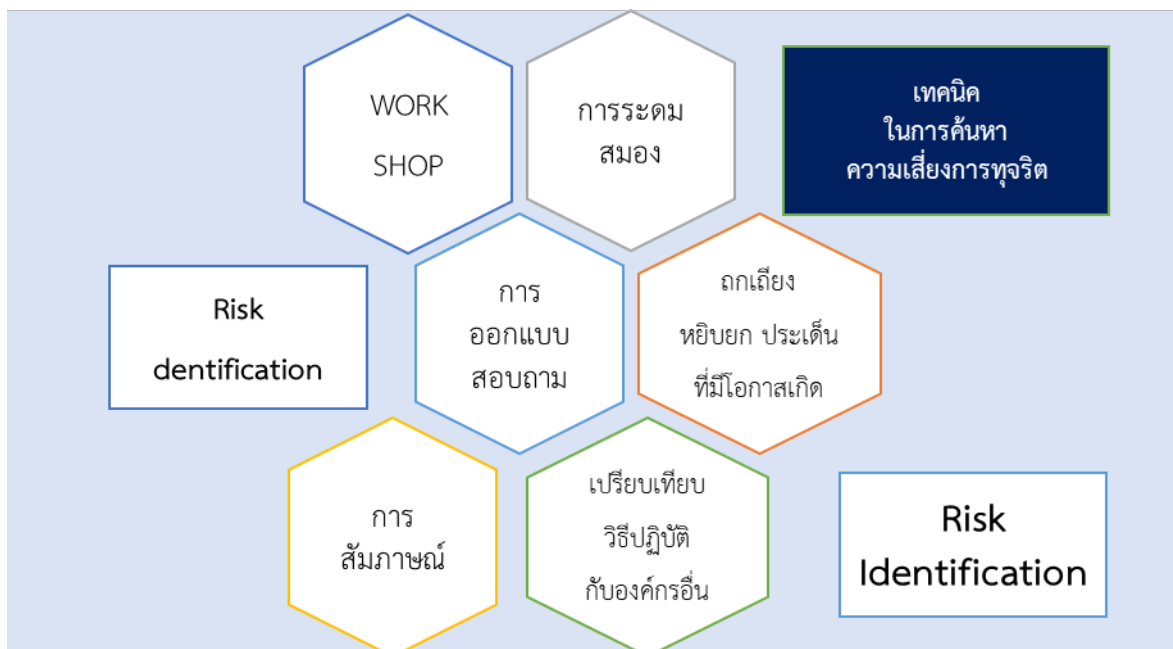 WORK
SHOP
การระดม
สมอง
เทคนิค
ในการค้นหา
ความเสี่ยงการทุจริต
Risk
dentification
การ
ออกแบบ
สอบถาม
ถกเถียง
หยิบยก ประเด็น
ที่มีโอกาสเกิด
การ
สัมภาษณ์
เปรียบเทียบ
วิธีปฏิบัติ
กับองค์กรอื่น
Risk
Identification